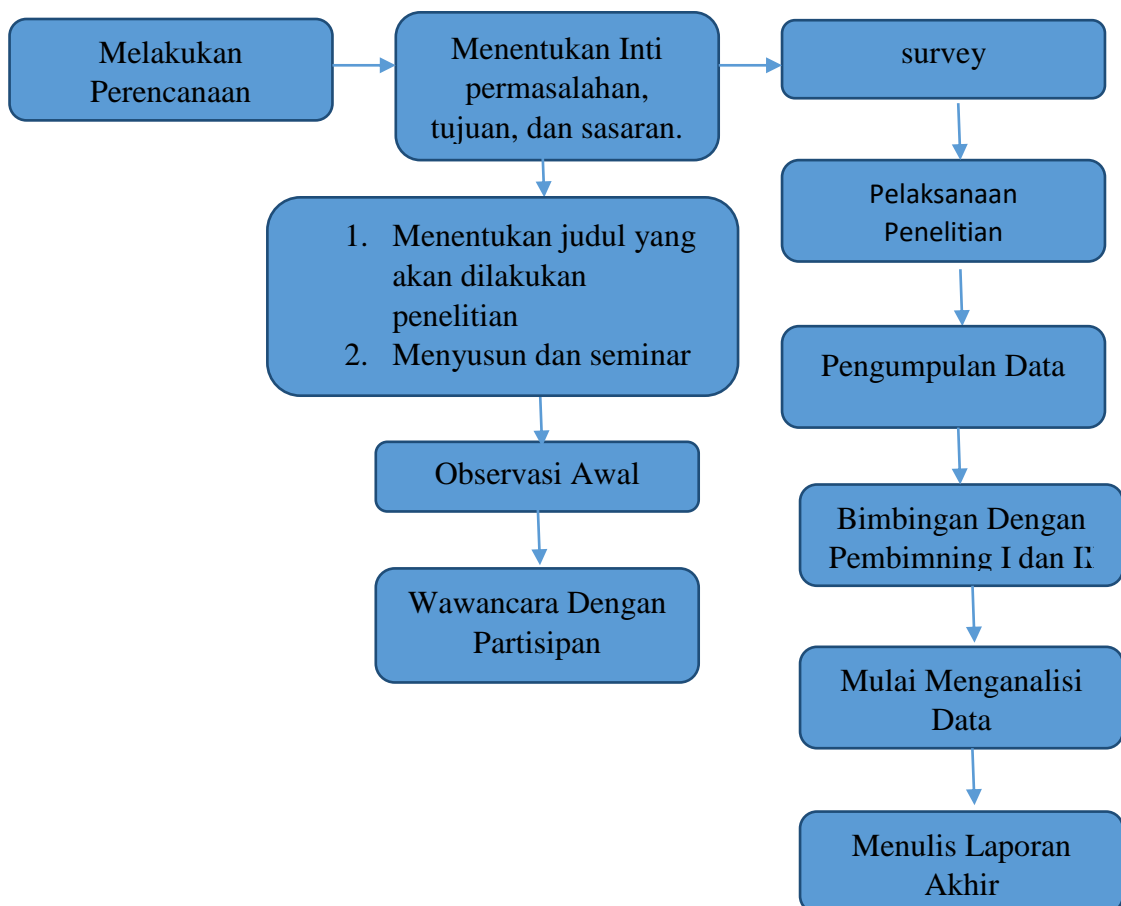 Melakukan
Perencanaan
Menentukan Inti
permasalahan,
tujuan, dan sasaran.
survey
1. Menentukan judul yang
akan dilakukan
penelitian
2. Menyusun dan seminar
Observasi Awal
Wawancara Dengan
Partisipan
Pelaksanaan
Penelitian
Pengumpulan Data
Bimbingan Dengan
Pembimning I dan II
Mulai Menganalisi
Data
Menulis Laporan
Akhir